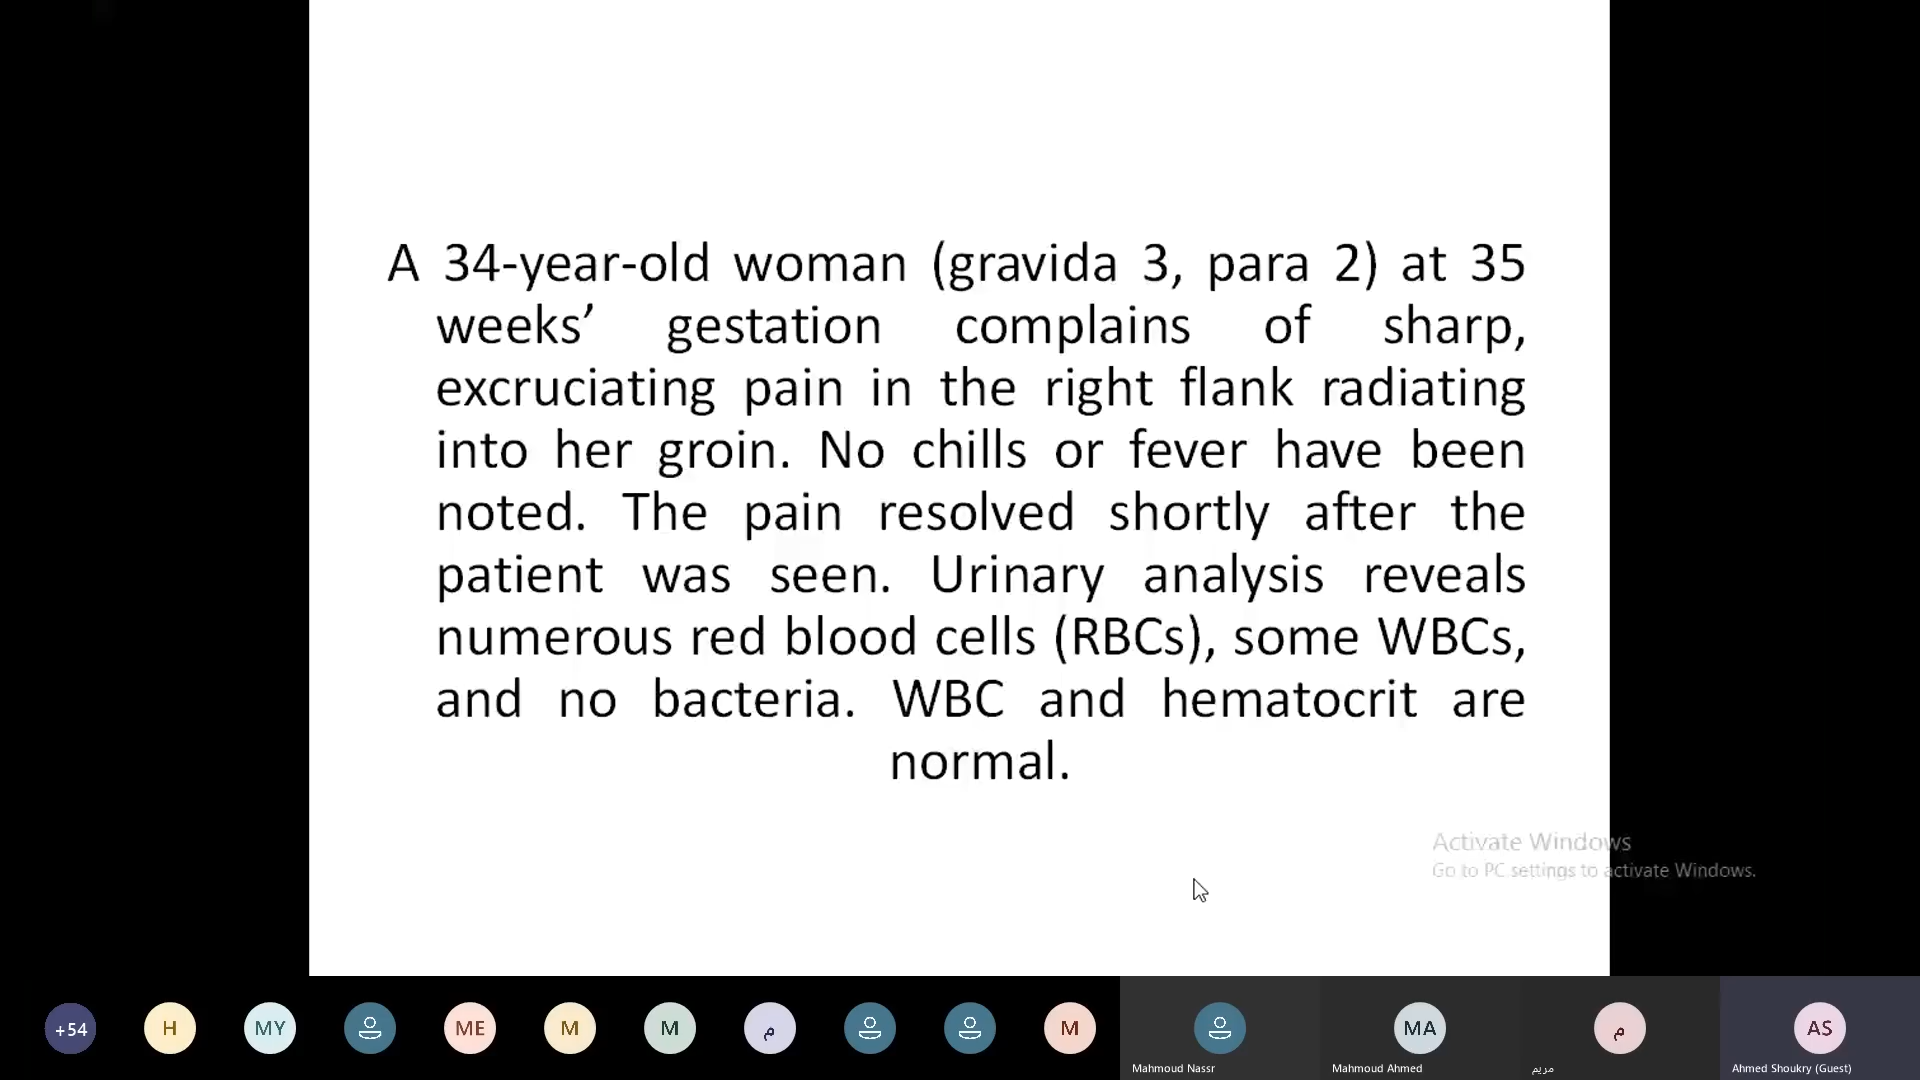 A 34-year-old woman (gravida 3, para 2) at 35
weeks’ gestation complains of sharp,
excruciating pain in the right flank radiating
into her groin. No chills or fever have been
noted. The pain resolved shortly after the
patient was seen. Urinary analysis reveals
numerous red blood cells (RBCs), some WBCs,
and no bacteria. WBC and hematocrit are
normal.
Activate Windows
Go to PC settings to activate Windows.
+54 H MY ME M M م M MA م AS
Mahmoud Nassr Mahmoud Ahmed مريم Ahmed Shoukry (Guest)